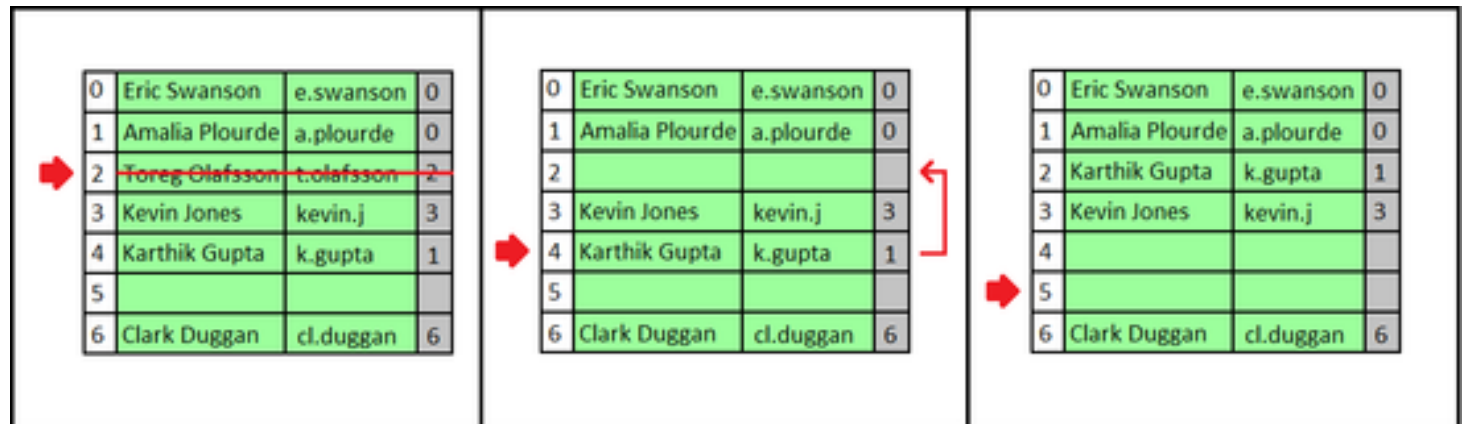 0 Eric Swanson e.swanson 0
1 Amalia Plourde a.plourde 0
2 Toreg Olafsson t.olafsson 2
3 Kevin Jones kevin.j 3
4 Karthik Gupta k.gupta 1
5
6 Clark Duggan cl.duggan 6
0 Eric Swanson e.swanson 0
1 Amalia Plourde a.plourde 0
2
3 Kevin Jones kevin.j 3
4 Karthik Gupta k.gupta 1
5
6 Clark Duggan cl.duggan 6
0 Eric Swanson e.swanson 0
1 Amalia Plourde a.plourde 0
2 Karthik Gupta k.gupta 1
3 Kevin Jones kevin.j 3
4
5
6 Clark Duggan cl.duggan 6